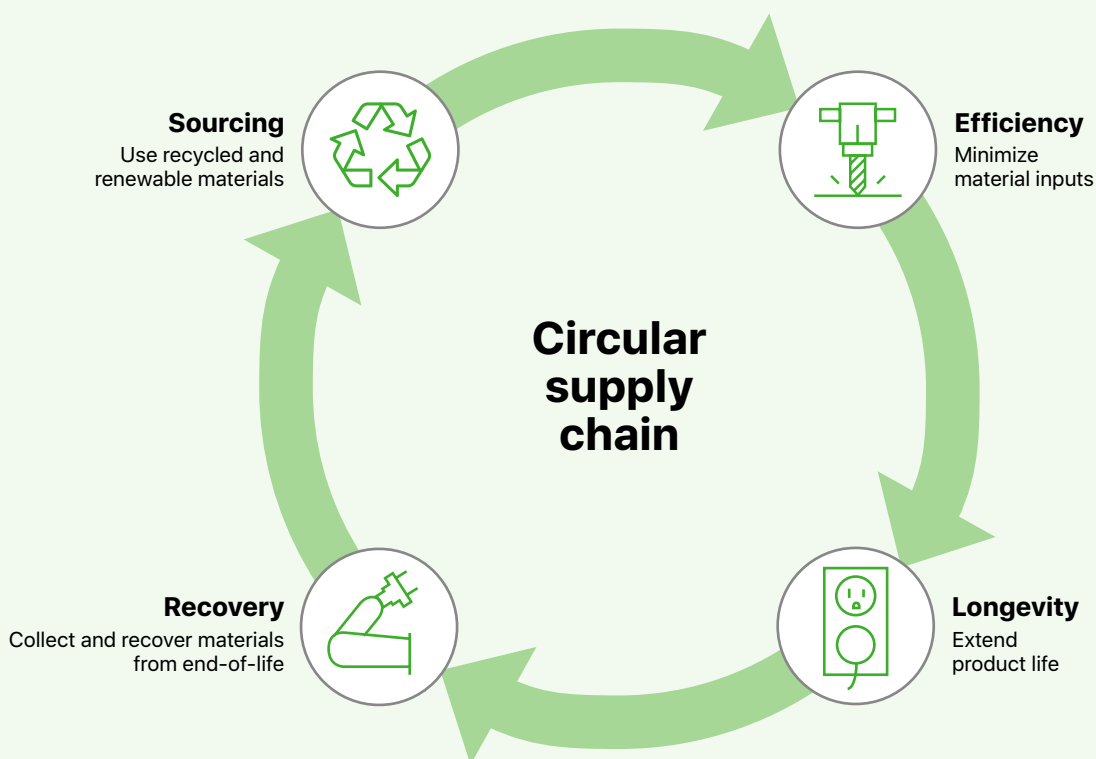 Sourcing
Use recycled and
renewable materials
Efficiency
Minimize
material inputs
Circular
supply
chain
Recovery
Collect and recover materials
from end-of-life
Longevity
Extend
product life